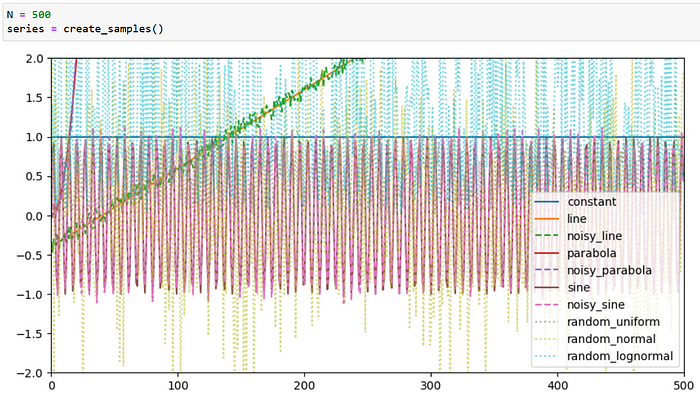 N = 500
series = create_samples()
2.0
1.5
1.0
0.5
0.0
−0.5
−1.0
−1.5
−2.0
constant
line
noisy_line
parabola
noisy_parabola
sine
noisy_sine
random_uniform
random_normal
random_lognormal
0 100 200 300 400 500